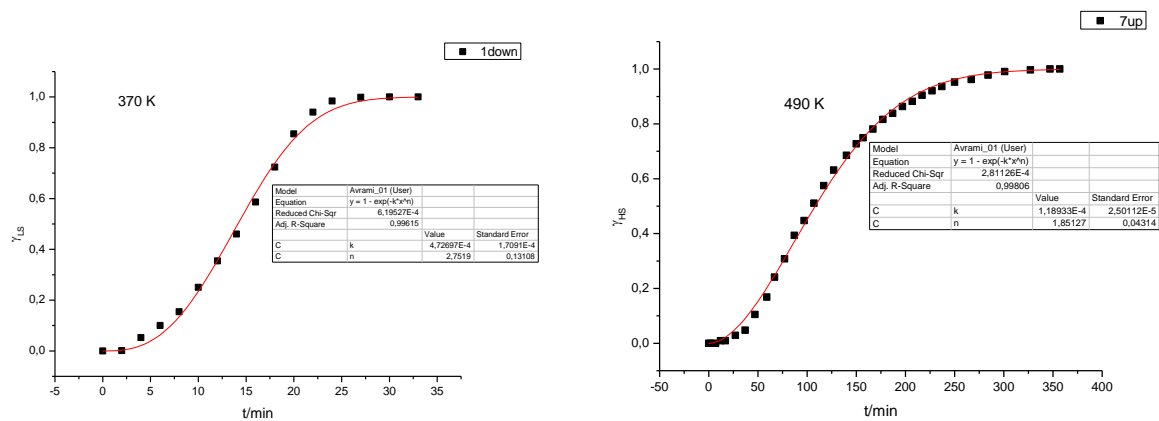 1down
370 K
1,0
0,8
0,6
0,4
0,2
0,0
γLS
Model Avrami_01 (User)
Equation y = 1 - exp(-k*x^n)
Reduced Chi-Sqr 6,19527E-4
Adj. R-Square 0,99615
Value Standard Error
C k 4,72697E-4 1,7091E-4
C n 2,7519 0,13108
-5 0 5 10 15 20 25 30 35
t/min
7up
490 K
1,0
0,8
0,6
0,4
0,2
0,0
γHS
Model Avrami_01 (User)
Equation y = 1 - exp(-k*x^n)
Reduced Chi-Sqr 2,81126E-4
Adj. R-Square 0,99806
Value Standard Error
C k 1,18933E-4 2,50112E-5
C n 1,85127 0,04314
-50 0 50 100 150 200 250 300 350 400
t/min